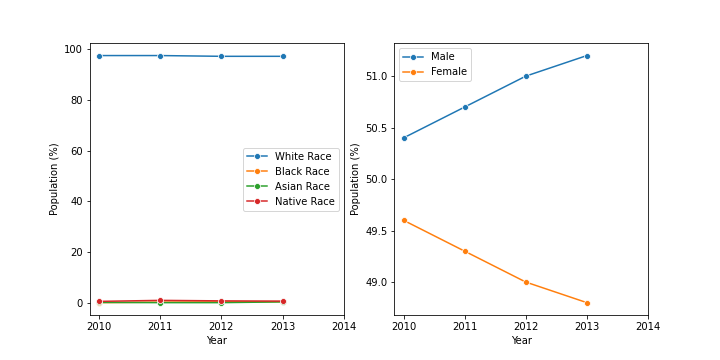 100
80
60
40
20
0
Population (%)
2010 2011 2012 2013 2014
Year
White Race
Black Race
Asian Race
Native Race
51.0
50.5
50.0
49.5
49.0
Population (%)
2010 2011 2012 2013 2014
Year
Male
Female